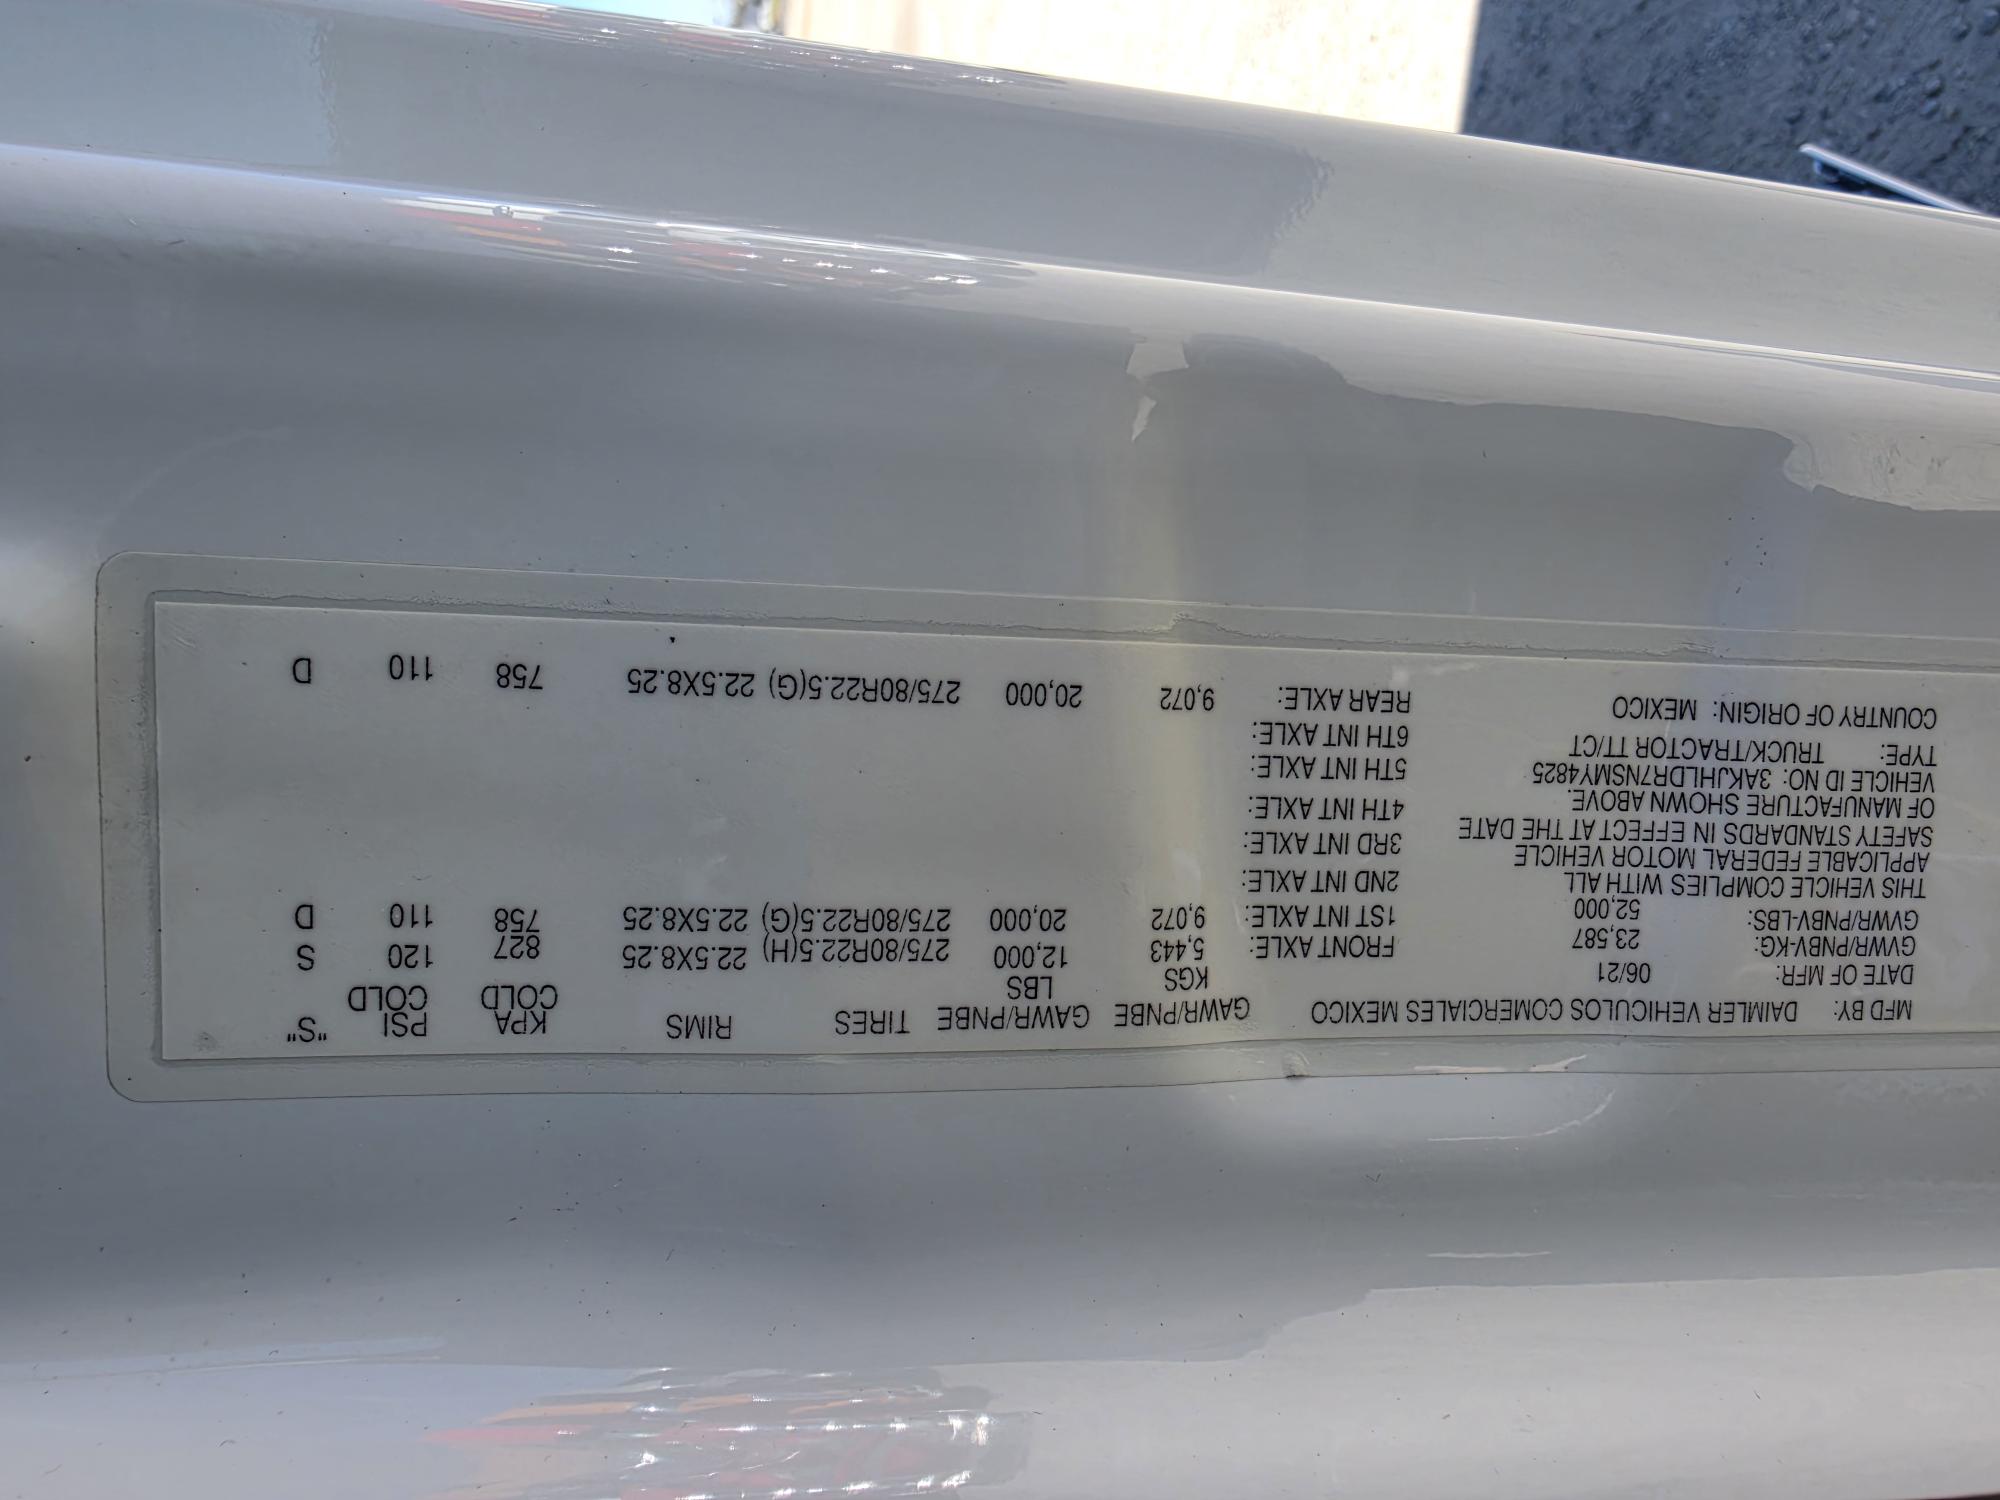 MFD BY: DAIMLER VEHICULOS COMERCIALES MEXICO
DATE OF MFR: 06/21
GVWR/PNBV-KG: 23,587
GVWR/PNBV-LBS: 52,000
THIS VEHICLE COMPLIES WITH ALL
APPLICABLE FEDERAL MOTOR VEHICLE
SAFETY STANDARDS IN EFFECT AT THE DATE
OF MANUFACTURE SHOWN ABOVE.
VEHICLE ID NO: 3AKJHLDR7NSMY4825
TYPE: TRUCK/TRACTOR TT/CT
COUNTRY OF ORIGIN: MEXICO
GAWR/PNBE GAWR/PNBE TIRES RIMS KPA PSI "S"
KGS LBS COLD COLD
FRONT AXLE: 5,443 12,000 275/80R22.5(H) 22.5X8.25 827 120 S
1ST INT AXLE: 9,072 20,000 275/80R22.5(G) 22.5X8.25 758 110 D
2ND INT AXLE:
3RD INT AXLE:
4TH INT AXLE:
5TH INT AXLE:
6TH INT AXLE:
REAR AXLE: 9,072 20,000 275/80R22.5(G) 22.5X8.25 758 110 D